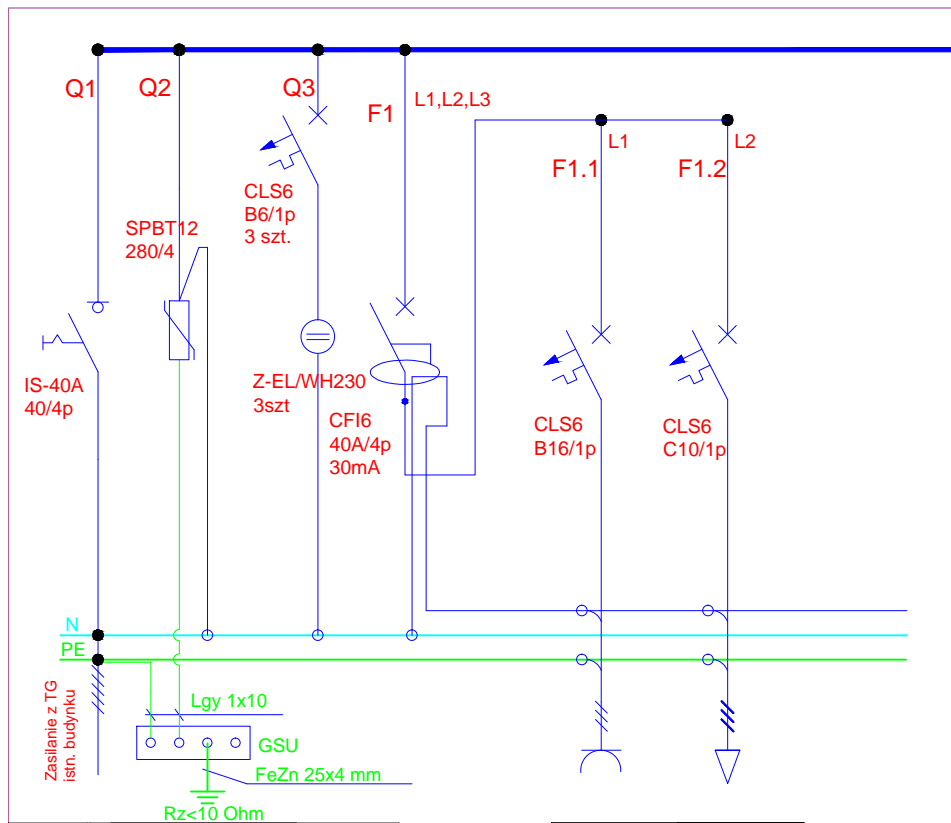 Q1
Q2
Q3
F1
L1,L2,L3
L1
L2
F1.1
F1.2
CLS6
B6/1p
3 szt.
SPBT12
280/4
IS-40A
40/4p
Z-EL/WH230
3szt
CFI6
40A/4p
30mA
CLS6
B16/1p
CLS6
C10/1p
N
PE
Zasilanie z TG
istn. budynku
Lgy 1x10
GSU
FeZn 25x4 mm
Rz<10 Ohm